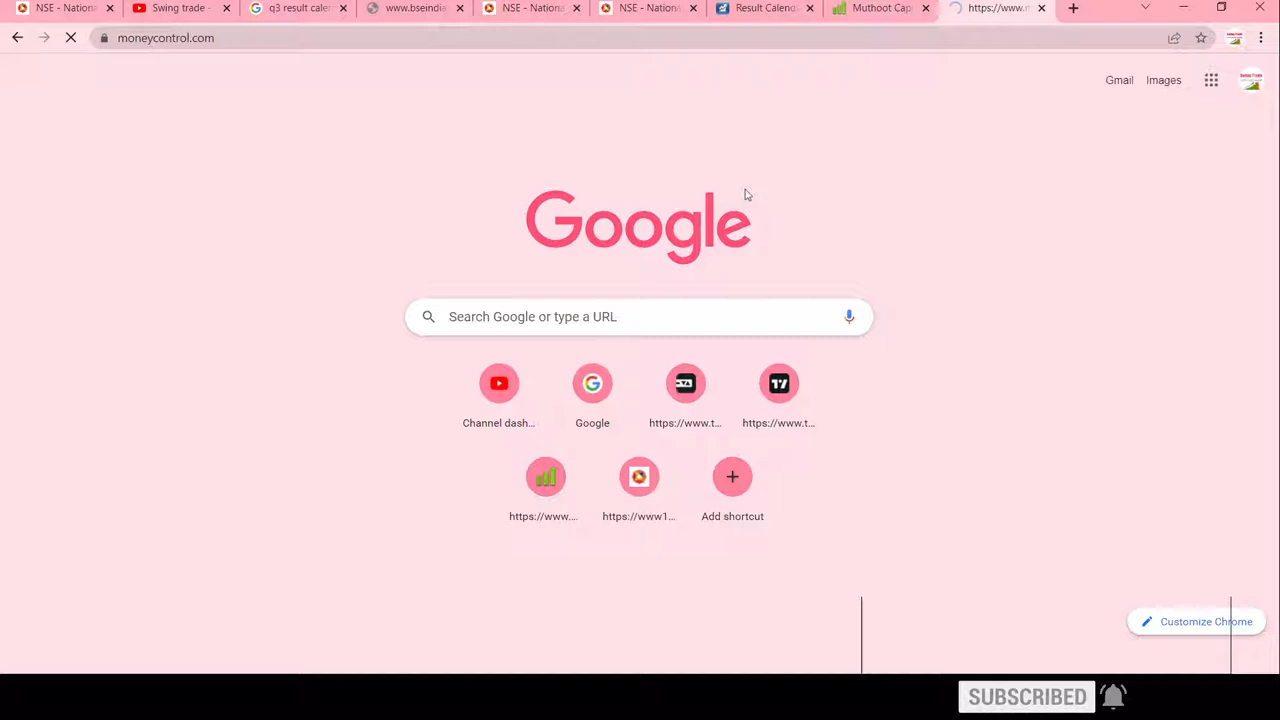 NSE - Nationa
Swing trade -
q3 result calen
www.bseindia
NSE - Nationa
NSE - Nationa
Result Calend
Muthoot Cap
https://www.m
moneycontrol.com
Gmail
Images
Google
Search Google or type a URL
Channel dash...
Google
https://www.t...
https://www.t...
https://www....
https://www1...
Add shortcut
Customize Chrome
SUBSCRIBED